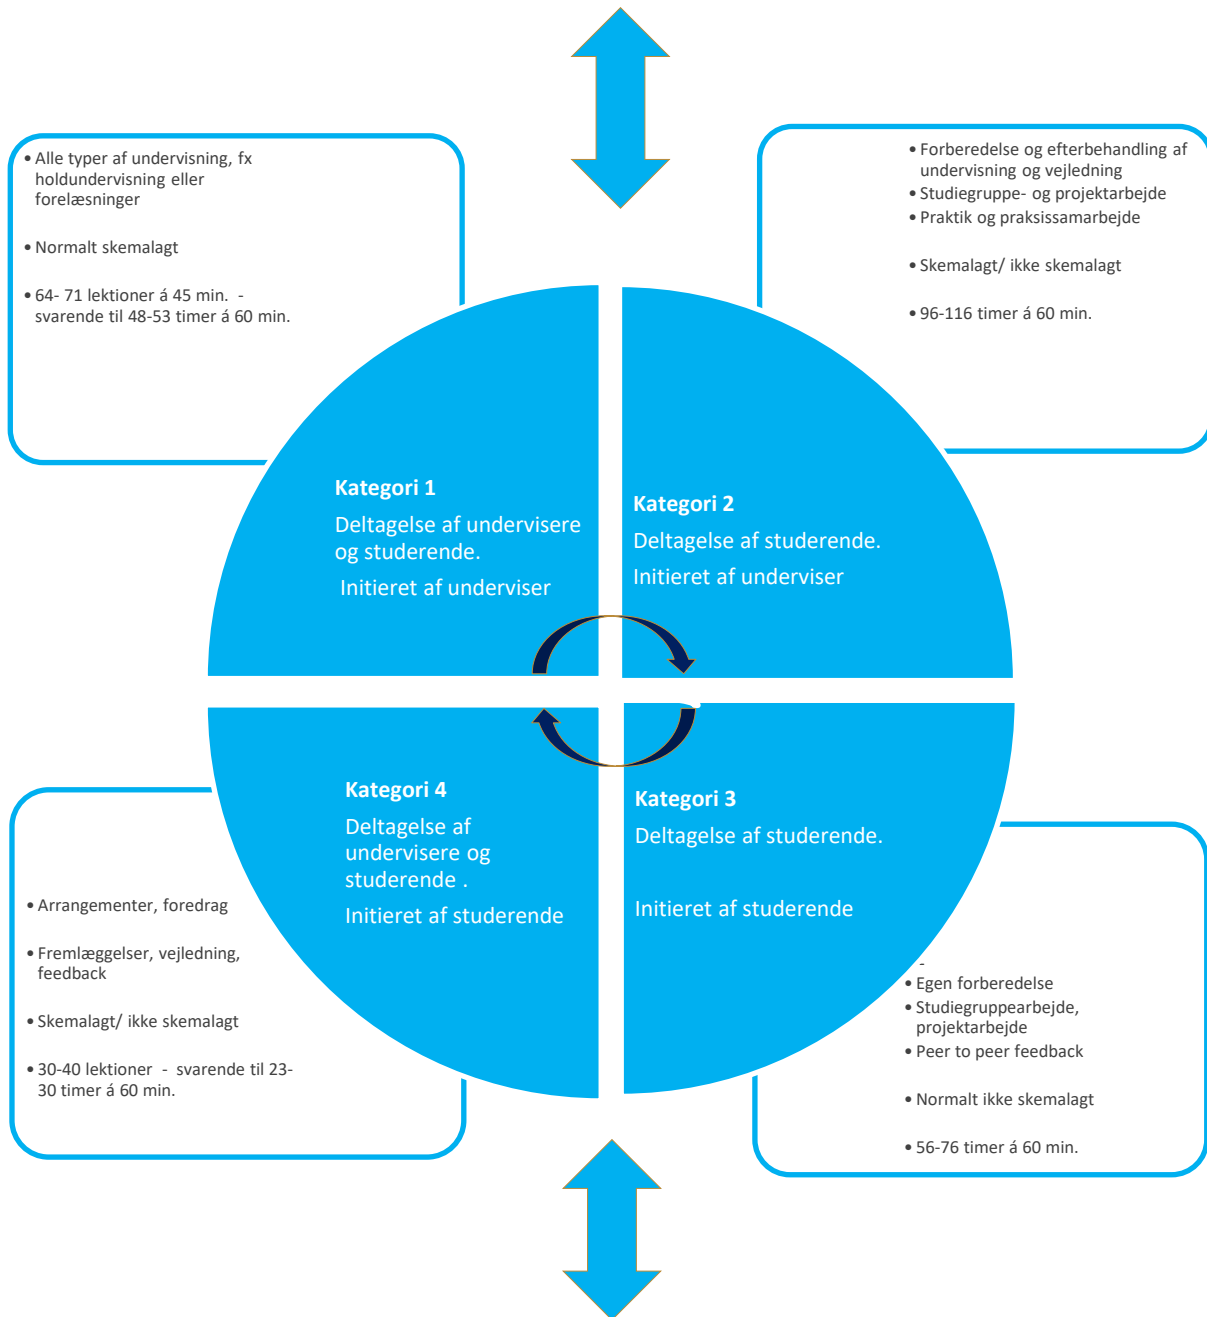 • Alle typer af undervisning, fx
holdundervisning eller
forelæsninger
• Normalt skemalagt
• 64- 71 lektioner á 45 min.  -
svarende til 48-53 timer á 60 min.
• Forberedelse og efterbehandling af
undervisning og vejledning
• Studiegruppe- og projektarbejde
• Praktik og praksissamarbejde
• Skemalagt/ ikke skemalagt
• 96-116 timer á 60 min.
Kategori 1
Deltagelse af undervisere
og studerende.
Initieret af underviser
Kategori 2
Deltagelse af studerende.
Initieret af underviser
Kategori 4
Deltagelse af
undervisere og
studerende .
Initieret af studerende
Kategori 3
Deltagelse af studerende.
Initieret af studerende
• Arrangementer, foredrag
• Fremlæggelser, vejledning,
feedback
• Skemalagt/ ikke skemalagt
• 30-40 lektioner  -  svarende til 23-
30 timer á 60 min.
-
• Egen forberedelse
• Studiegruppearbejde,
projektarbejde
• Peer to peer feedback
• Normalt ikke skemalagt
• 56-76 timer á 60 min.